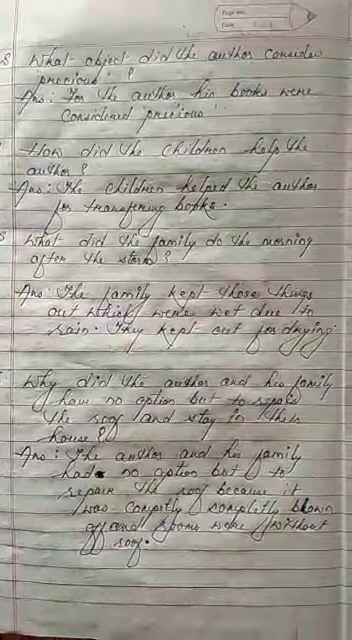 Page No.
Date
What object did the author consider
"precious" ?
Ans : For the author his books were
considered "precious"
How did the children help the
author?
Ans : The children helped the author
for transfering books.
What did the family do the morning
after the storm?
Ans : The family kept those things
out which were wet due to
rain. They kept out for drying
Why did the author and his family
have no option but to repair
the roof and stay in their
house?
Ans : The author and his family
had no option but to
repair the roof because it
was completly blown
off and rooms were without
roof.